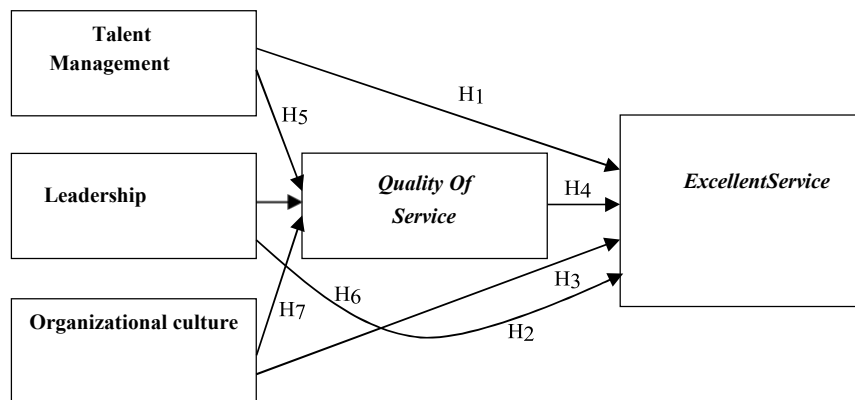 Talent
Management
H1
H5
Leadership
Quality Of
Service
H4
ExcellentService
H6
H7
H3
H2
Organizational culture